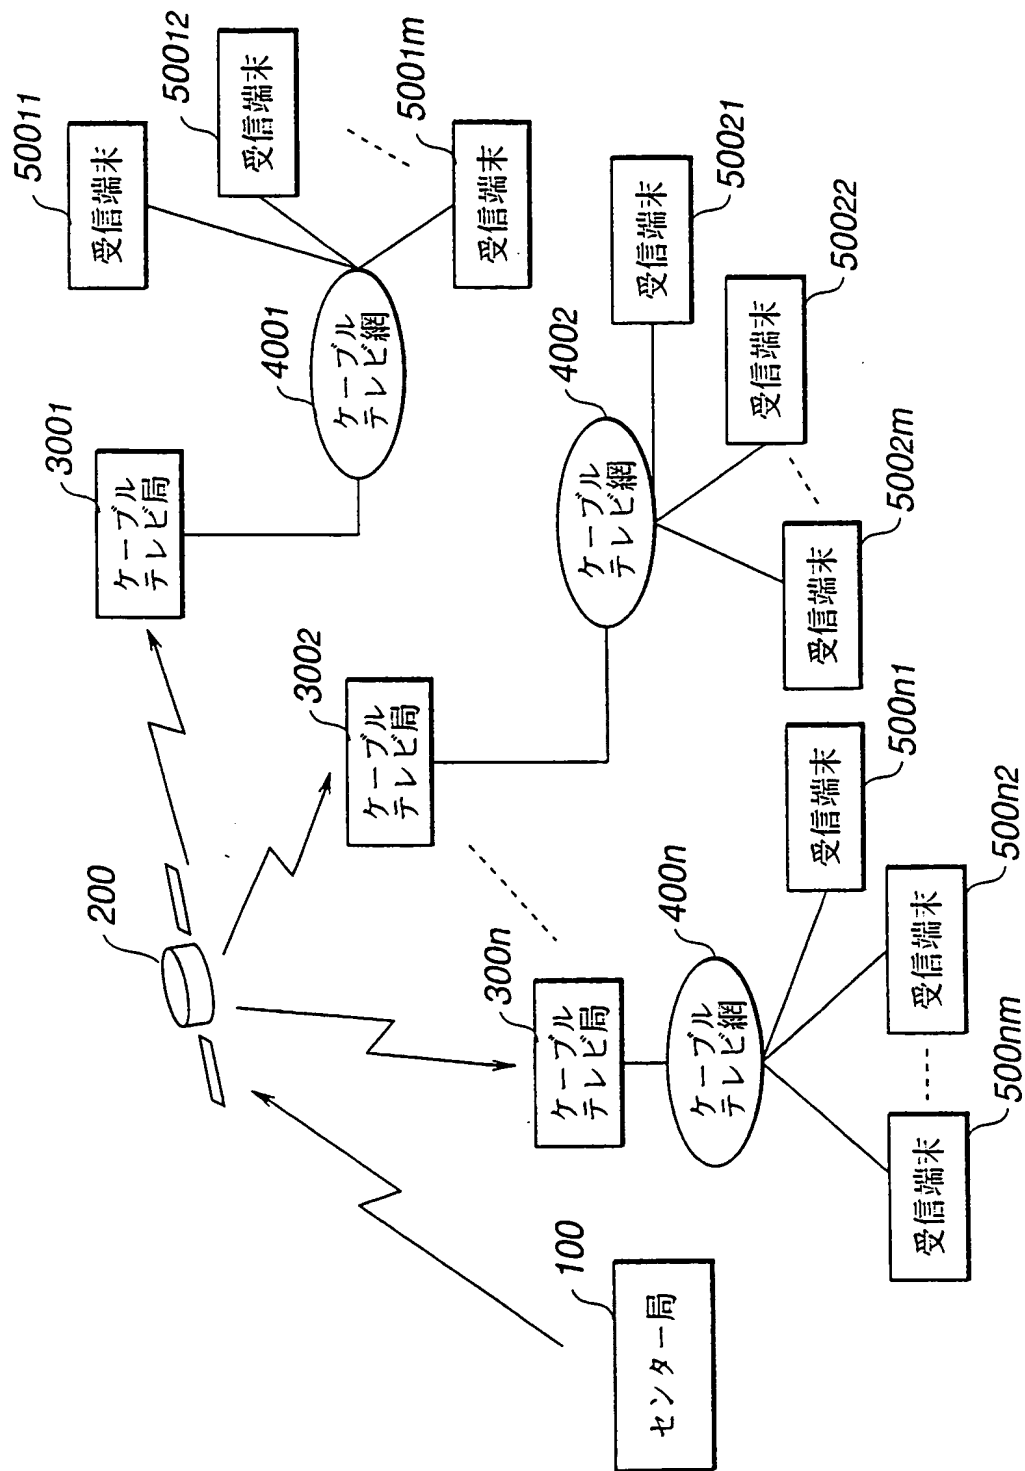 200
100
センター局
3001
ケーブル
テレビ局
3002
ケーブル
テレビ局
300n
ケーブル
テレビ局
4001
ケーブル
テレビ網
4002
ケーブル
テレビ網
400n
ケーブル
テレビ網
50011
受信端末
50012
受信端末
5001m
受信端末
50021
受信端末
50022
受信端末
5002m
受信端末
500n1
受信端末
500n2
受信端末
500nm
受信端末